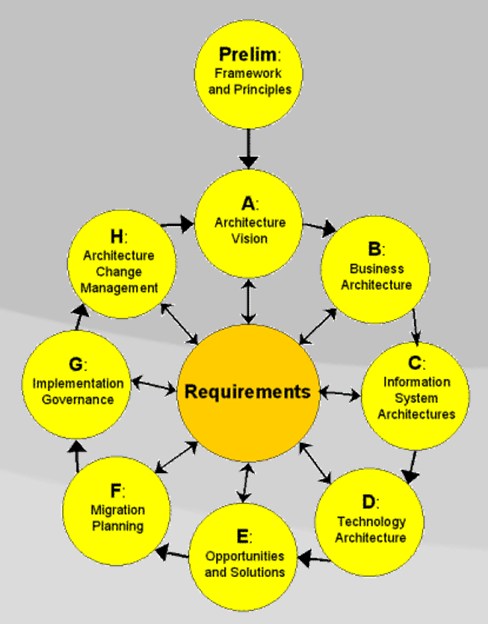 Prelim:
Framework
and Principles
A:
Architecture
Vision
H:
Architecture
Change
Management
B:
Business
Architecture
G:
Implementation
Governance
Requirements
C:
Information
System
Architectures
F:
Migration
Planning
D:
Technology
Architecture
E:
Opportunities
and Solutions